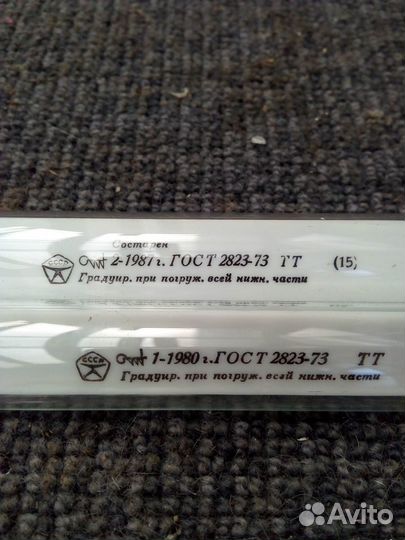 Состарен
СССР 2-1987 г. ГОСТ 2823-73 ТТ (15)
Градуир. при погруж. всей нижн. части
СССР 1-1980 г. ГОСТ 2823-73 ТТ
Градуир. при погруж. всей нижн. части
Avito